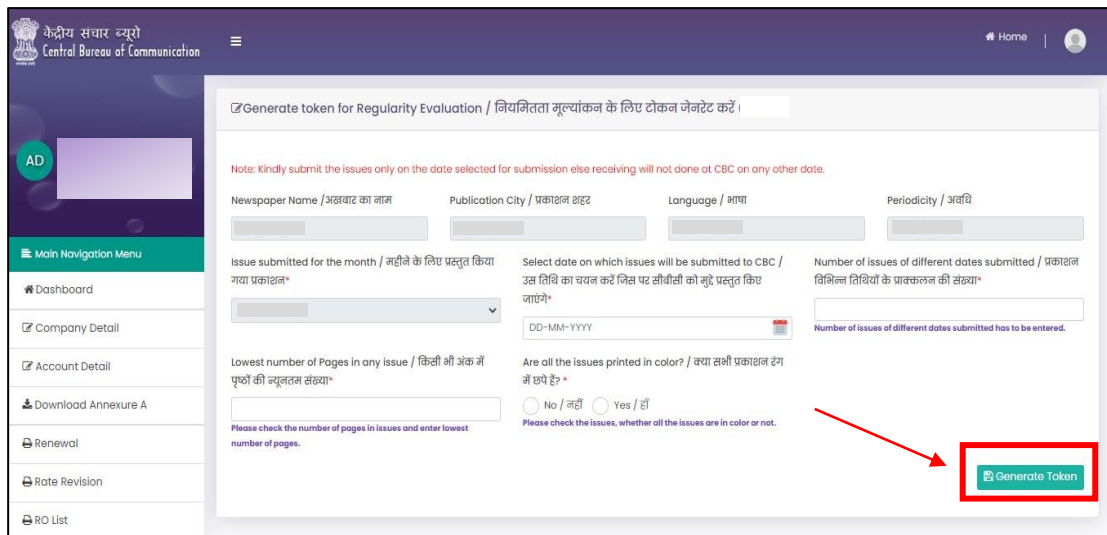 केंद्रीय संचार ब्यूरो
Central Bureau of Communication
Home |
Generate token for Regularity Evaluation / नियमितता मूल्यांकन के लिए टोकन जेनरेट करें (
AD
Note: Kindly submit the issues only on the date selected for submission else receiving will not done at CBC on any other date.
Newspaper Name /अखबार का नाम
Publication City / प्रकाशन शहर
Language / भाषा
Periodicity / अवधि
Main Navigation Menu
Dashboard
Company Detail
Account Detail
Download Annexure A
Renewal
Rate Revision
RO List
Issue submitted for the month / महीने के लिए प्रस्तुत किया
गया प्रकाशन*
Select date on which issues will be submitted to CBC /
उस तिथि का चयन करें जिस पर सीबीसी को मुद्दे प्रस्तुत किए
जाएंगे*
DD-MM-YYYY
Number of issues of different dates submitted / प्रकाशन
विभिन्न तिथियों के प्राक्कलन की संख्या*
Number of issues of different dates submitted has to be entered.
Lowest number of Pages in any issue / किसी भी अंक में
पृष्ठों की न्यूनतम संख्या*
Please check the number of pages in issues and enter lowest
number of pages.
Are all the issues printed in color? / क्या सभी प्रकाशन रंग
में छपे हैं? *
No / नहीं Yes / हाँ
Please check the issues, whether all the issues are in color or not.
Generate Token